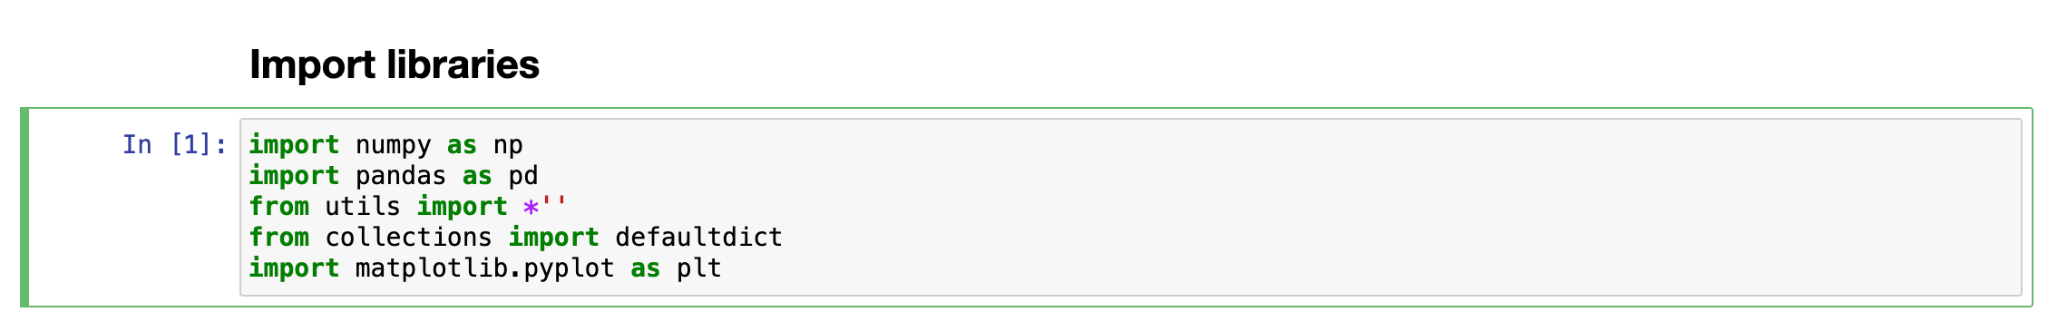 Import libraries
In [1]: import numpy as np
import pandas as pd
from utils import *''
from collections import defaultdict
import matplotlib.pyplot as plt